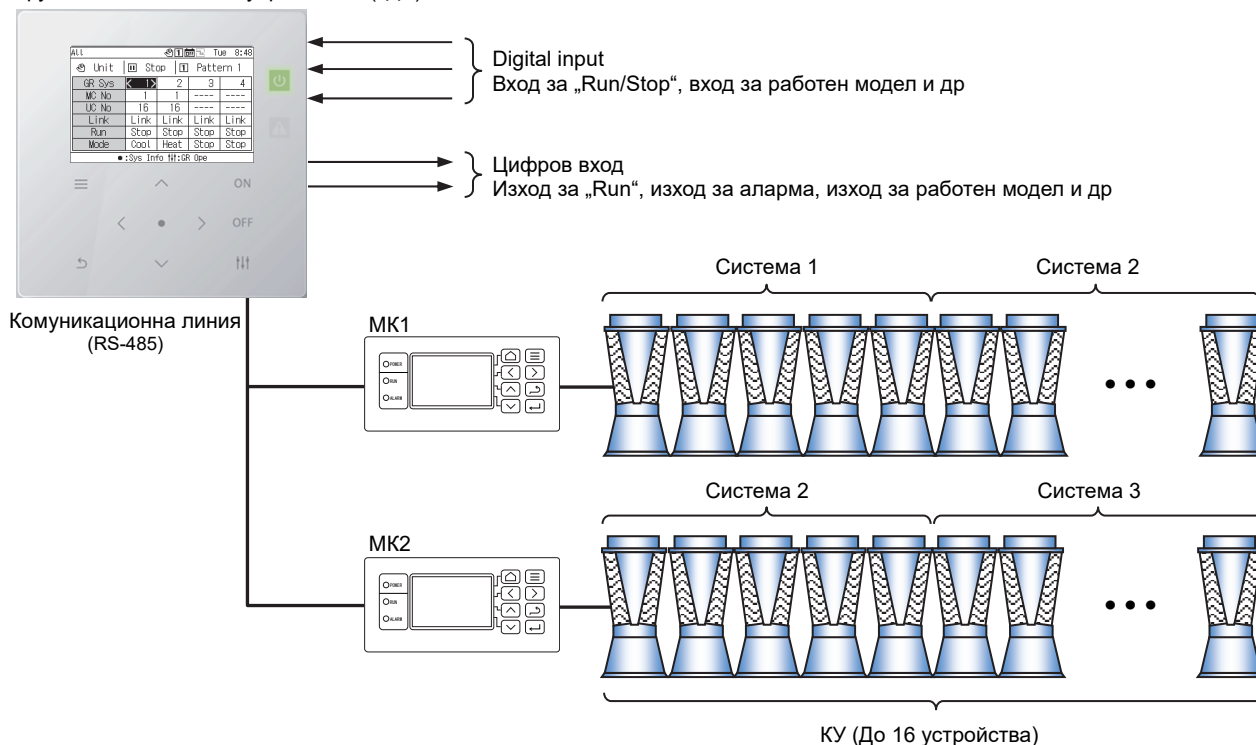 All Tue 8:48
Unit Stop 1 Pattern 1
GR Sys 1 2 3 4
MC No 1 1 ---- ----
UC No 16 16 ---- ----
Link Link Link Link Link
Run Stop Stop Stop Stop
Mode Cool Heat Stop Stop
:Sys Info :GR Ope
ON
OFF
Digital input
Вход за „Run/Stop“, вход за работен модел и др
Цифров вход
Изход за „Run“, изход за аларма, изход за работен модел и др
Комуникационна линия
(RS-485)
МК1
POWER
RUN
ALARM
Система 1
Система 2
МК2
POWER
RUN
ALARM
Система 2
Система 3
КУ (До 16 устройства)